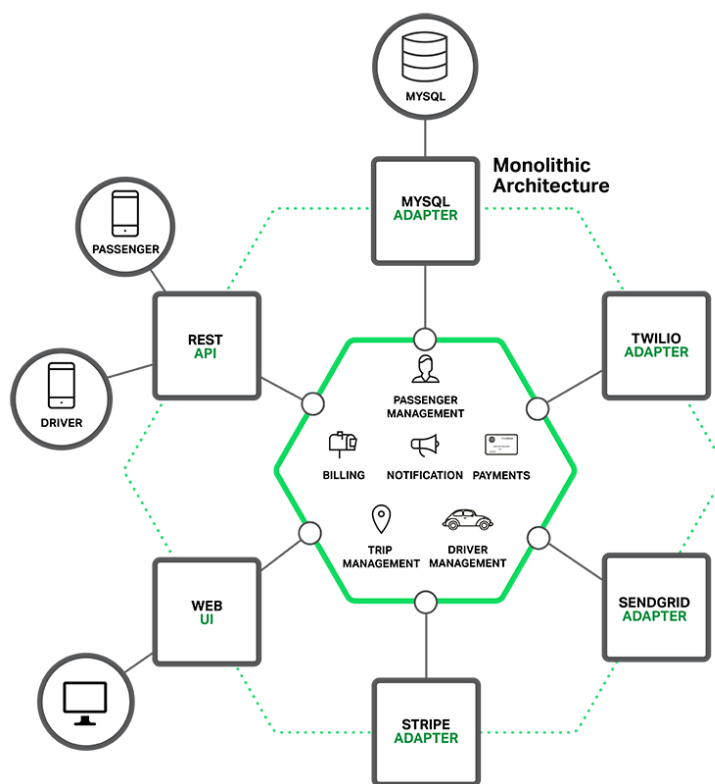 MYSQL
Monolithic
Architecture
MYSQL
ADAPTER
PASSENGER
REST
API
TWILIO
ADAPTER
DRIVER
PASSENGER
MANAGEMENT
BILLING
NOTIFICATION
PAYMENTS
TRIP
MANAGEMENT
DRIVER
MANAGEMENT
WEB
UI
SENDGRID
ADAPTER
STRIPE
ADAPTER